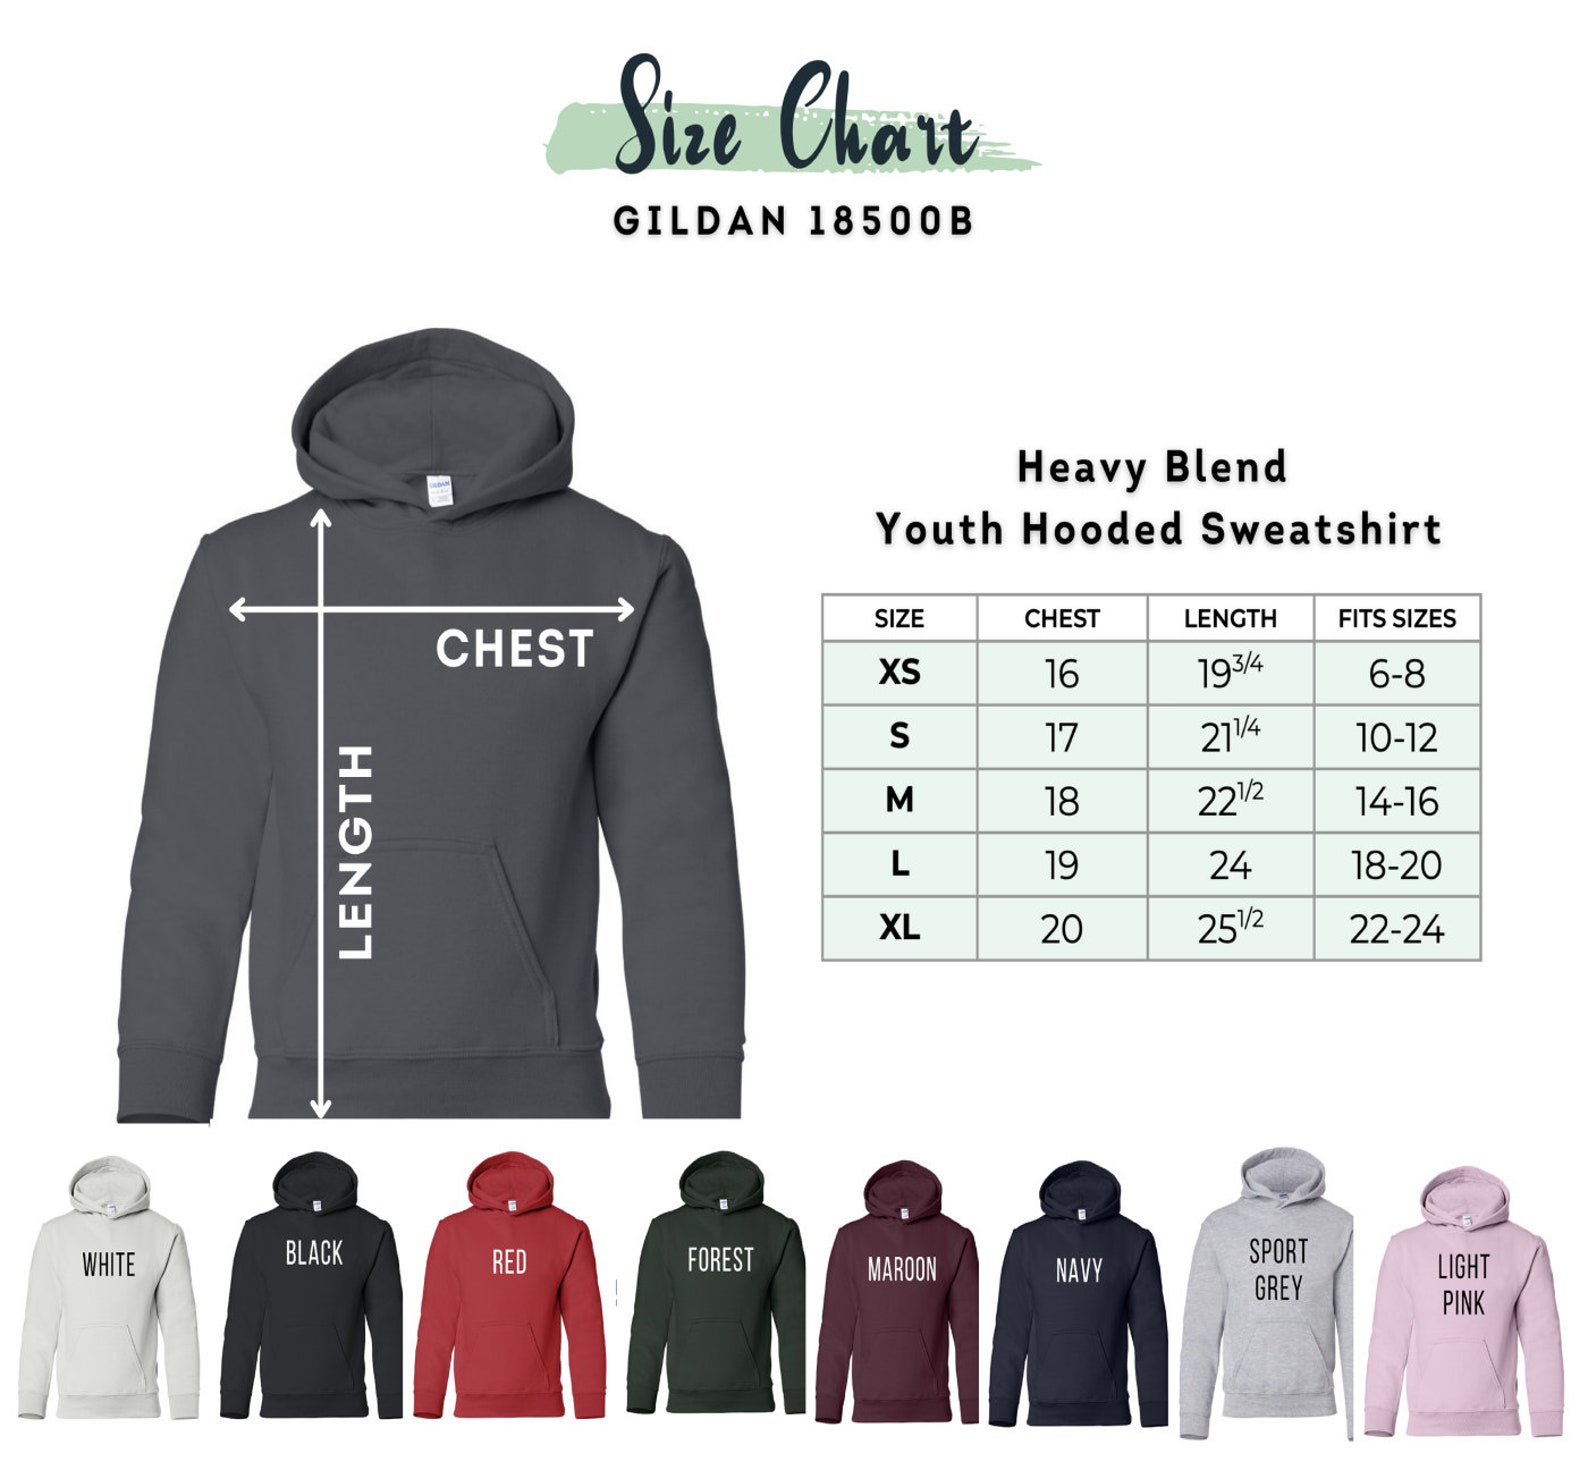 Size Chart
GILDAN 18500B
GILDAN
CHEST
LENGTH
Heavy Blend
Youth Hooded Sweatshirt
SIZE CHEST LENGTH FITS SIZES
XS 16 19 3/4 6-8
S 17 21 1/4 10-12
M 18 22 1/2 14-16
L 19 24 18-20
XL 20 25 1/2 22-24
WHITE
BLACK
RED
FOREST
MAROON
NAVY
SPORT
GREY
LIGHT
PINK